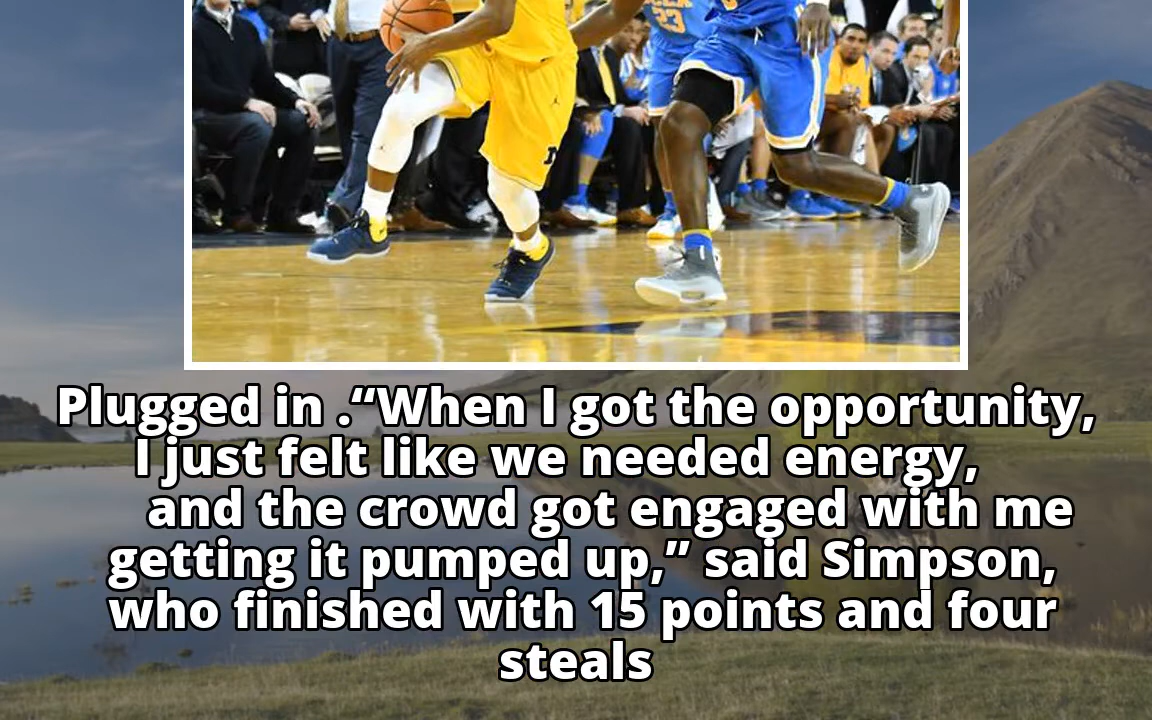 23
Plugged in .“When I got the opportunity,
I just felt like we needed energy,
and the crowd got engaged with me
getting it pumped up,” said Simpson,
who finished with 15 points and four
steals